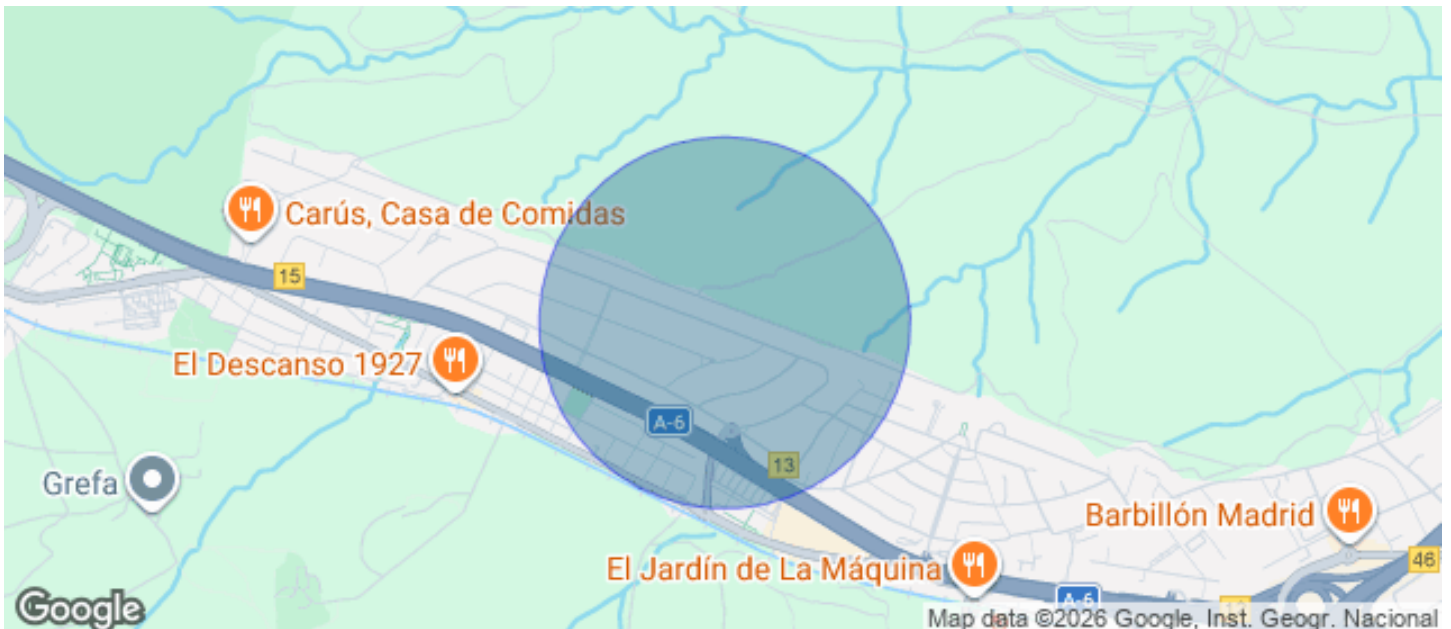 Carús, Casa de Comidas
15
El Descanso 1927
A-6
13
Grefa
Barbillón Madrid
46
El Jardín de La Máquina
A-6
Google
Map data ©2026 Google, Inst. Geogr. Nacional